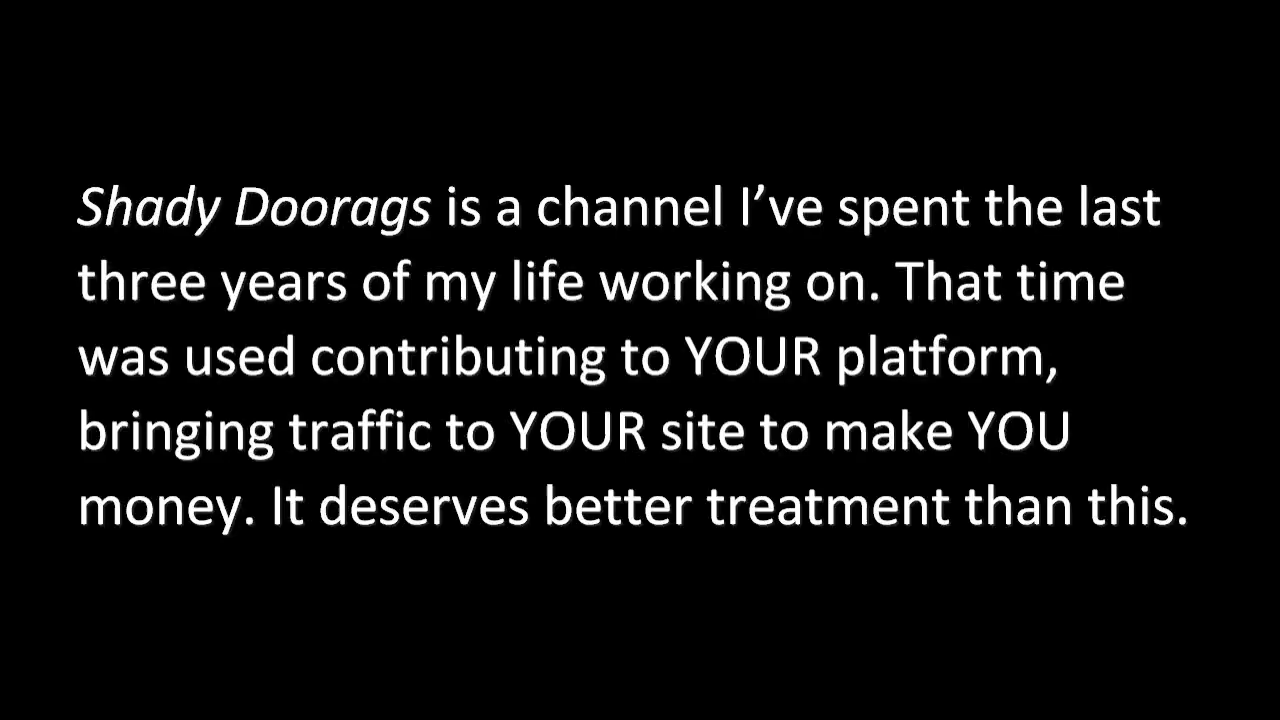 Shady Doorags is a channel I’ve spent the last
three years of my life working on. That time
was used contributing to YOUR platform,
bringing traffic to YOUR site to make YOU
money. It deserves better treatment than this.